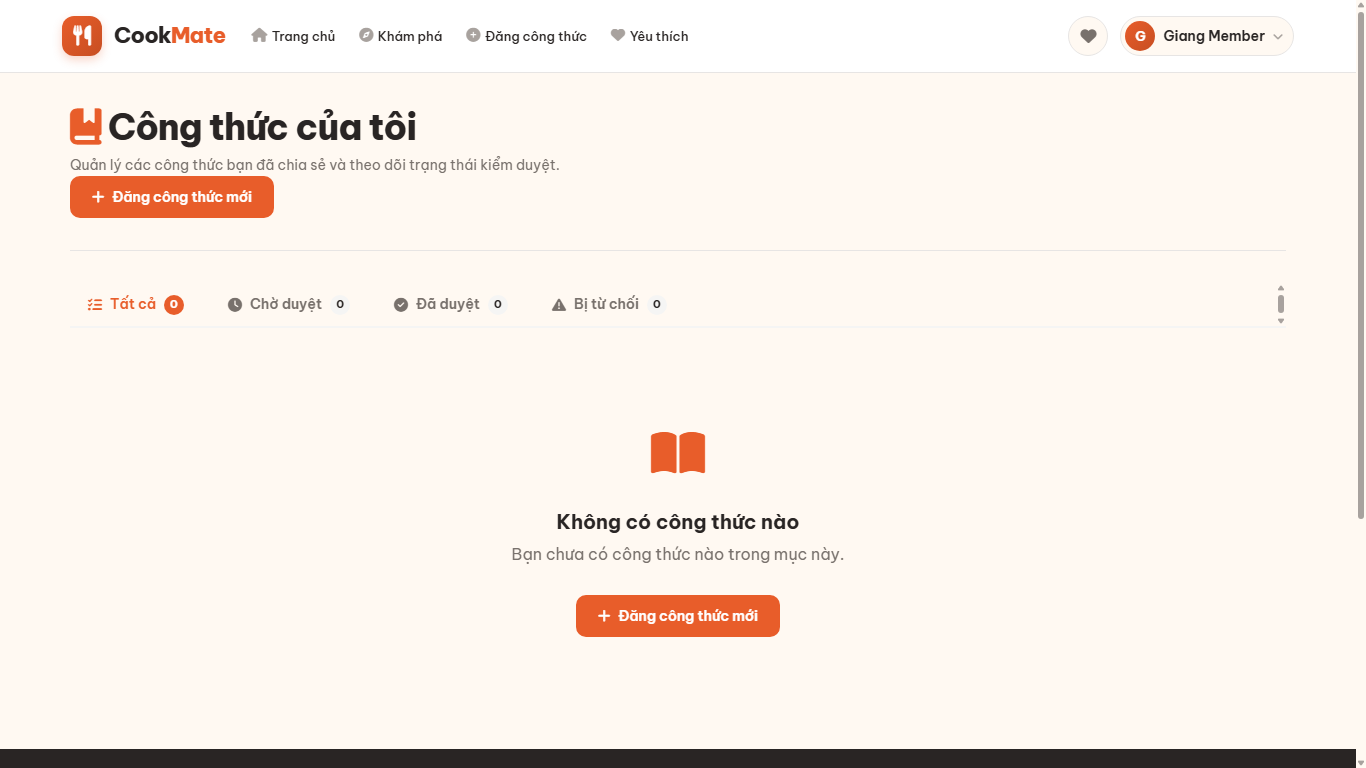 CookMate Trang chủ Khám phá Đăng công thức Yêu thích G Giang Member
Công thức của tôi
Quản lý các công thức bạn đã chia sẻ và theo dõi trạng thái kiểm duyệt.
Đăng công thức mới
Tất cả 0 Chờ duyệt 0 Đã duyệt 0 Bị từ chối 0
Không có công thức nào
Bạn chưa có công thức nào trong mục này.
Đăng công thức mới